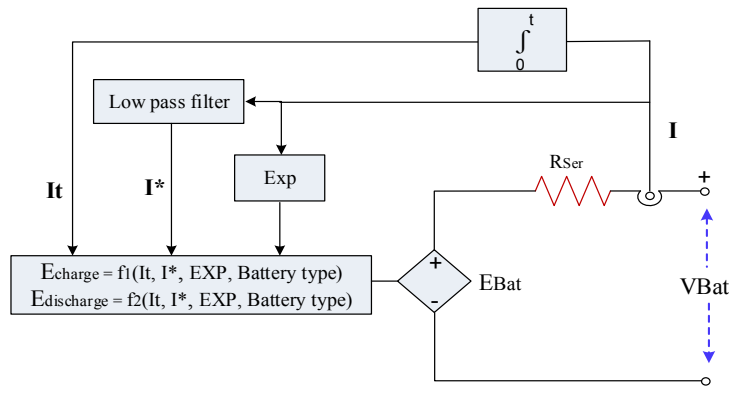 t
∫
0
Low pass filter
I
Exp
RSer
It
I*
+
Echarge = f1(It, I*, EXP, Battery type)
Edischarge = f2(It, I*, EXP, Battery type)
+
-
EBat
VBat